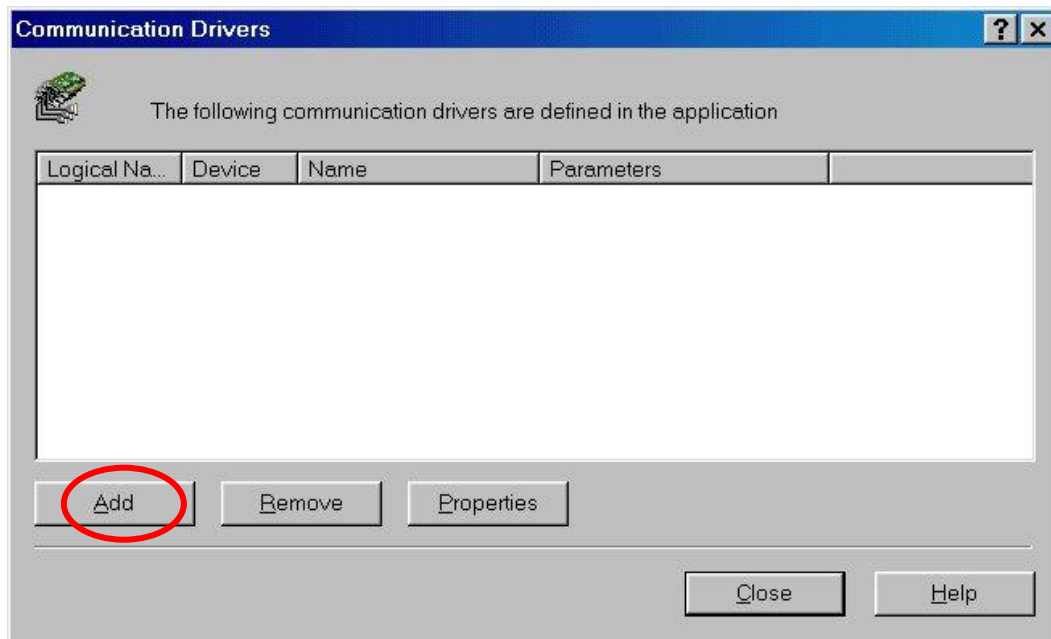 Communication Drivers
The following communication drivers are defined in the application
Logical Na... Device Name Parameters
Add Remove Properties
Close Help